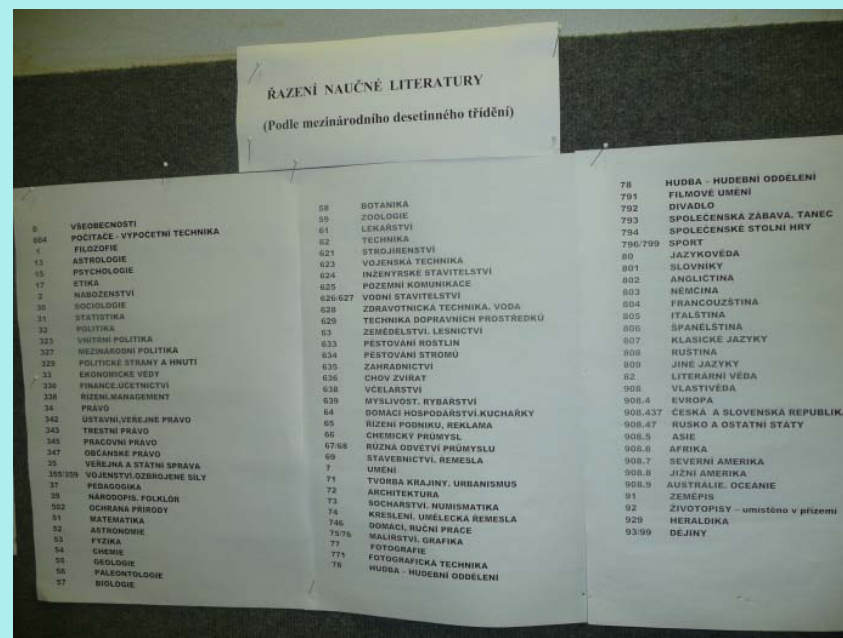 ŘAZENÍ NAUČNÉ LITERATURY
(Podle mezinárodního desetinného třídění)
0 VŠEOBECNOSTI
004 POČÍTAČE - VÝPOČETNÍ TECHNIKA
1 FILOZOFIE
13 ASTROLOGIE
15 PSYCHOLOGIE
17 ETIKA
2 NÁBOŽENSTVÍ
30 SOCIOLOGIE
31 STATISTIKA
32 POLITIKA
323 VNITŘNÍ POLITIKA
327 MEZINÁRODNÍ POLITIKA
329 POLITICKÉ STRANY A HNUTÍ
33 EKONOMICKÉ VĚDY
336 FINANCE.ÚČETNICTVÍ
338 ŘÍZENÍ.MANAGEMENT
34 PRÁVO
342 ÚSTAVNÍ,VEŘEJNÉ PRÁVO
343 TRESTNÍ PRÁVO
345 PRACOVNÍ PRÁVO
347 OBČANSKÉ PRÁVO
35 VEŘEJNÁ A STÁTNÍ SPRÁVA
355/359 VOJENSTVÍ.OZBROJENÉ SÍLY
37 PEDAGOGIKA
39 NÁRODOPIS. FOLKLÓR
502 OCHRANA PŘÍRODY
51 MATEMATIKA
52 ASTRONOMIE
53 FYZIKA
54 CHEMIE
55 GEOLOGIE
56 PALEONTOLOGIE
57 BIOLOGIE
58 BOTANIKA
59 ZOOLOGIE
61 LÉKAŘSTVÍ
62 TECHNIKA
621 STROJÍRENSTVÍ
623 VOJENSKÁ TECHNIKA
624 INŽENÝRSKÉ STAVITELSTVÍ
625 POZEMNÍ KOMUNIKACE
626/627 VODNÍ STAVITELSTVÍ
628 ZDRAVOTNICKÁ TECHNIKA. VODA
629 TECHNIKA DOPRAVNÍCH PROSTŘEDKŮ
63 ZEMĚDĚLSTVÍ. LESNICTVÍ
633 PĚSTOVÁNÍ ROSTLIN
634 PĚSTOVÁNÍ STROMŮ
635 ZAHRADNICTVÍ
636 CHOV ZVÍŘAT
638 VČELAŘSTVÍ
639 MYSLIVOST. RYBÁŘSTVÍ
64 DOMÁCÍ HOSPODÁŘSTVÍ.KUCHAŘKY
65 ŘÍZENÍ PODNIKU, REKLAMA
66 CHEMICKÝ PRŮMYSL
67/68 RŮZNÁ ODVĚTVÍ PRŮMYSLU
69 STAVEBNICTVÍ. ŘEMESLA
7 UMĚNÍ
71 TVORBA KRAJINY. URBANISMUS
72 ARCHITEKTURA
73 SOCHAŘSTVÍ. NUMISMATIKA
74 KRESLENÍ. UMĚLECKÁ ŘEMESLA
746 DOMÁCÍ, RUČNÍ PRÁCE
75/76 MALÍŘSTVÍ. GRAFIKA
77 FOTOGRAFIE
771 FOTOGRAFICKÁ TECHNIKA
78 HUDBA - HUDEBNÍ ODDĚLENÍ
78 HUDBA - HUDEBNÍ ODDĚLENÍ
791 FILMOVÉ UMĚNÍ
792 DIVADLO
793 SPOLEČENSKÁ ZÁBAVA. TANEC
794 SPOLEČENSKÉ STOLNÍ HRY
796/799 SPORT
80 JAZYKOVĚDA
801 SLOVNÍKY
802 ANGLIČTINA
803 NĚMČINA
804 FRANCOUZŠTINA
805 ITALŠTINA
806 ŠPANĚLŠTINA
807 KLASICKÉ JAZYKY
808 RUŠTINA
809 JINÉ JAZYKY
82 LITERÁRNÍ VĚDA
908 VLASTIVĚDA
908.4 EVROPA
908.437 ČESKÁ A SLOVENSKÁ REPUBLIKA
908.47 RUSKO A OSTATNÍ STÁTY
908.5 ASIE
908.6 AFRIKA
908.7 SEVERNÍ AMERIKA
908.8 JIŽNÍ AMERIKA
908.9 AUSTRÁLIE. OCEÁNIE
91 ZEMĚPIS
92 ŽIVOTOPISY – umístěno v přízemí
929 HERALDIKA
93/99 DĚJINY